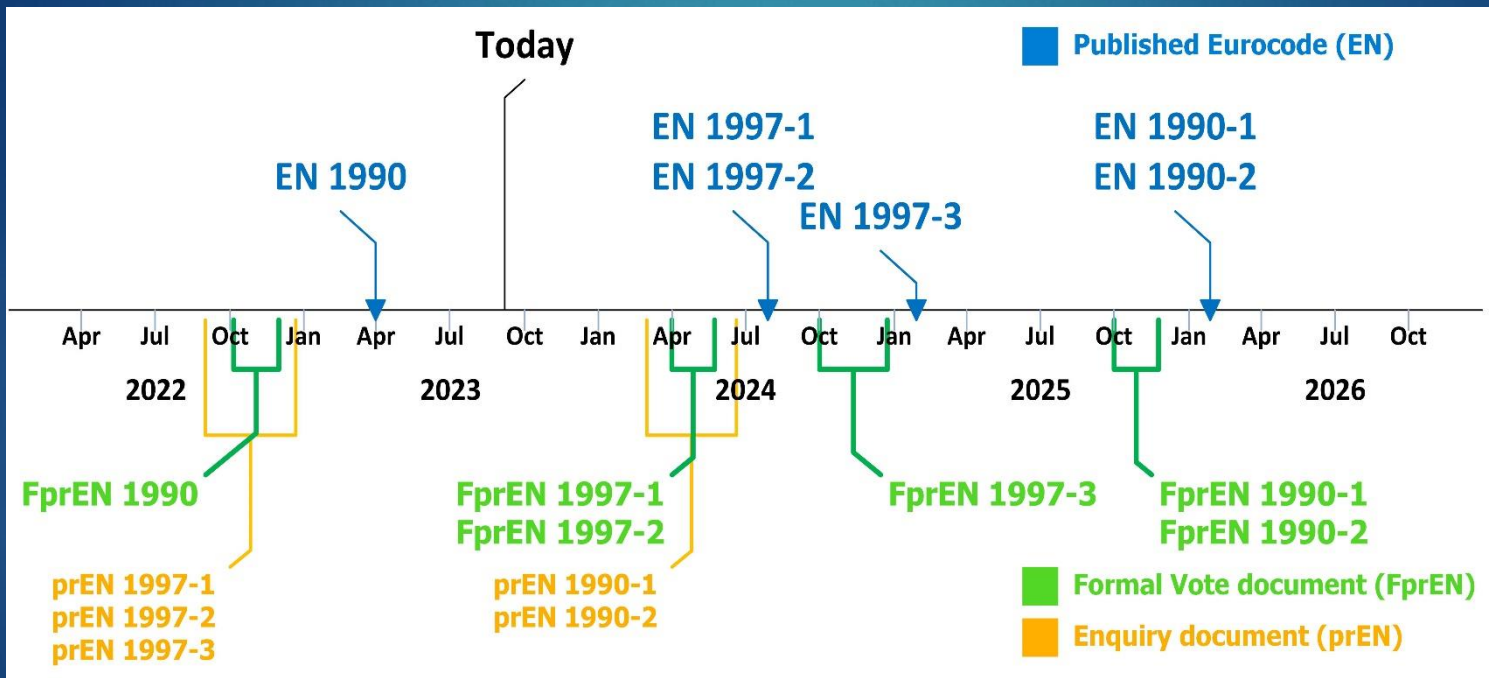 Today
Published Eurocode (EN)
EN 1990
EN 1997-1
EN 1997-2
EN 1997-3
EN 1990-1
EN 1990-2
Apr Jul Oct Jan Apr Jul Oct Jan Apr Jul Oct Jan Apr Jul Oct Jan Apr Jul Oct
2022 2023 2024 2025 2026
FprEN 1990
FprEN 1997-1
FprEN 1997-2
FprEN 1997-3
FprEN 1990-1
FprEN 1990-2
prEN 1997-1
prEN 1997-2
prEN 1997-3
prEN 1990-1
prEN 1990-2
Formal Vote document (FprEN)
Enquiry document (prEN)